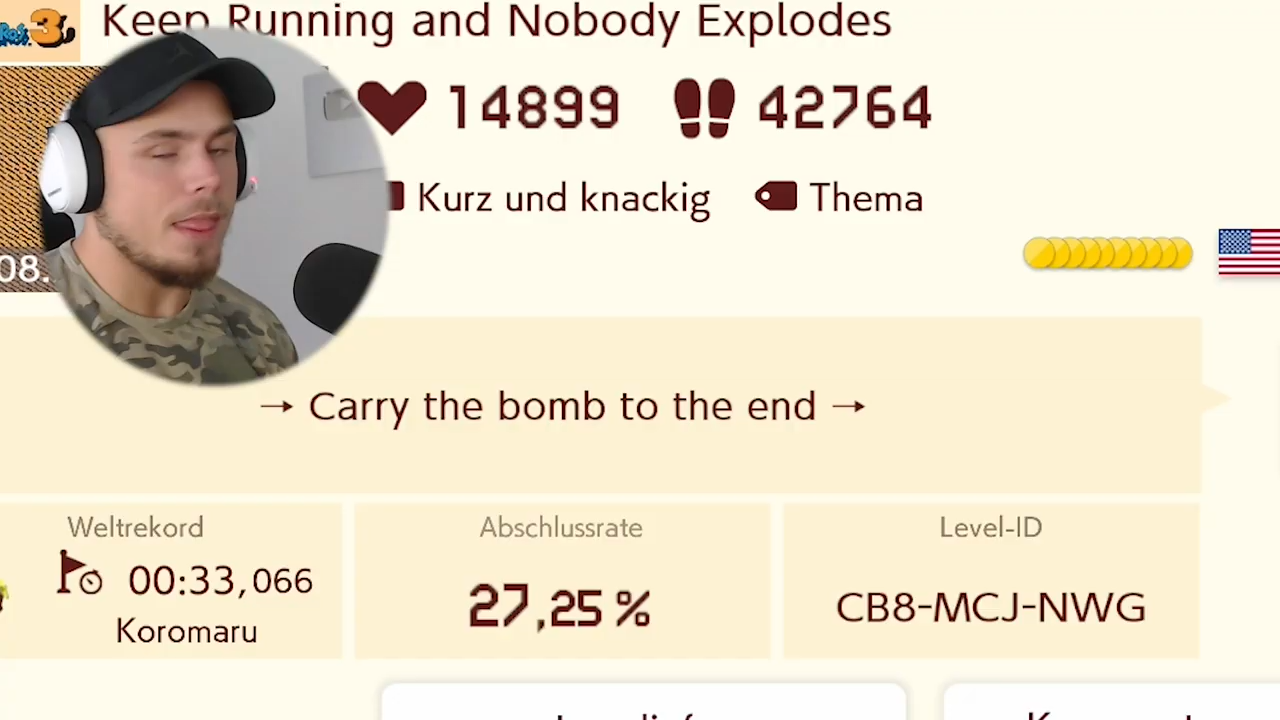 Keep Running and Nobody Explodes
14899 42764
Kurz und knackig Thema
08.
→ Carry the bomb to the end →
Weltrekord Abschlussrate Level-ID
00:33,066
27,25 %
CB8-MCJ-NWG
Koromaru